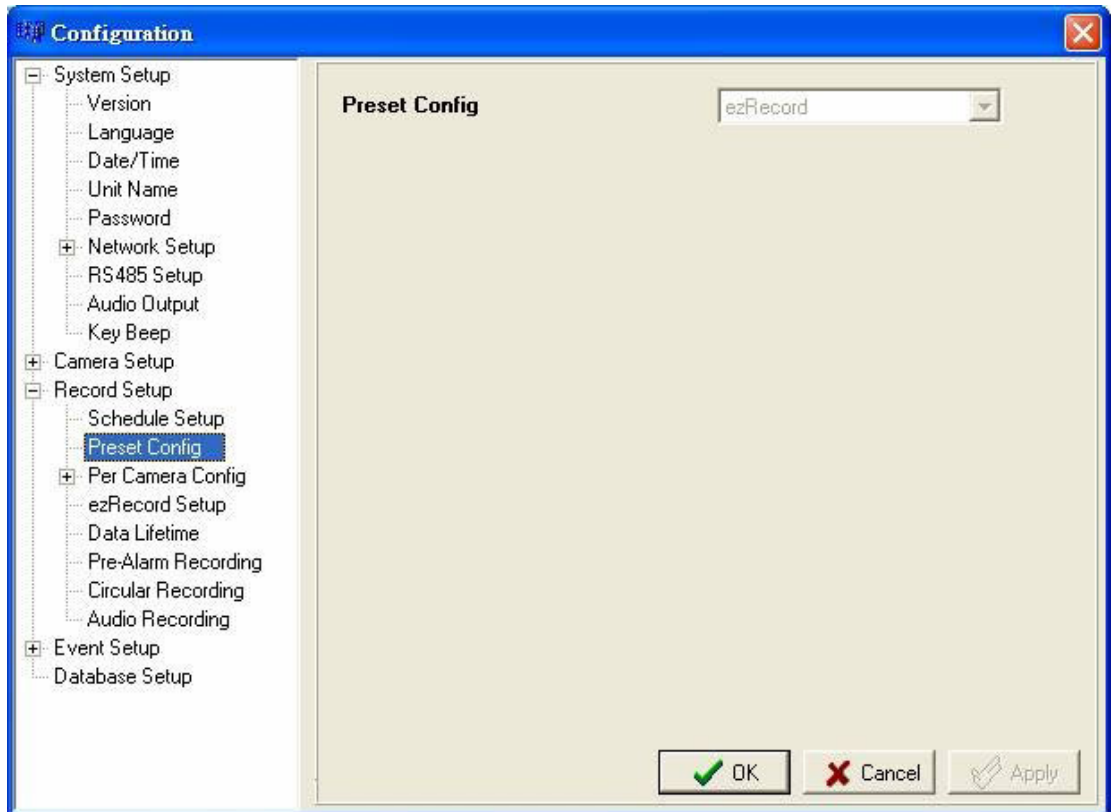 Configuration
System Setup
Version
Language
Date/Time
Unit Name
Password
Network Setup
RS485 Setup
Audio Output
Key Beep
Camera Setup
Record Setup
Schedule Setup
Preset Config
Per Camera Config
ezRecord Setup
Data Lifetime
Pre-Alarm Recording
Circular Recording
Audio Recording
Event Setup
Database Setup
Preset Config
ezRecord
OK
Cancel
Apply